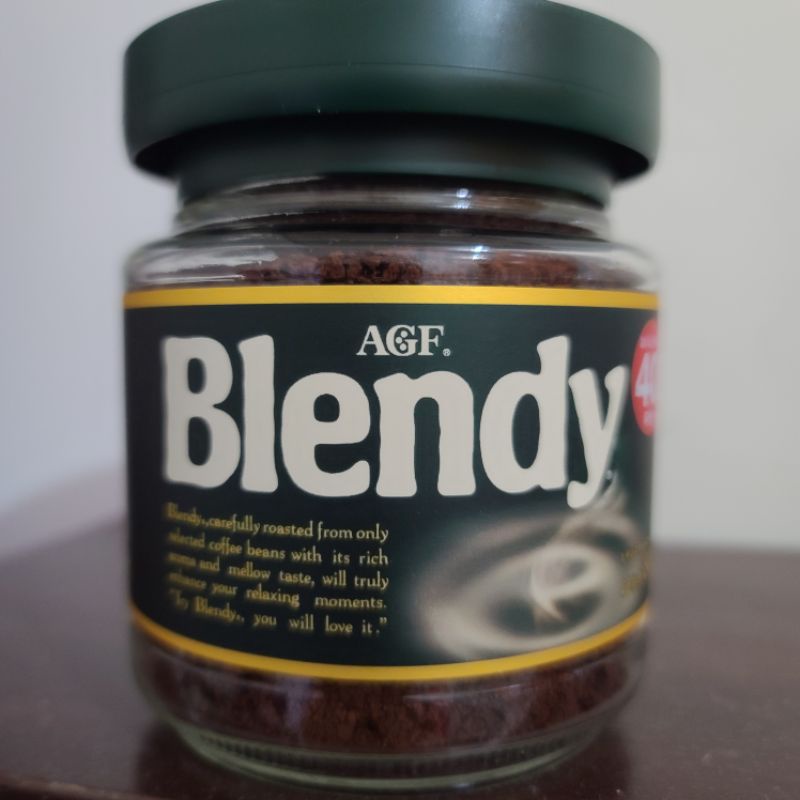 AGF®
Blendy
40
Blendy, carefully roasted from only
selected coffee beans with its rich
aroma and mellow taste, will truly
enhance your relaxing moments.
"Try Blendy, you will love it."